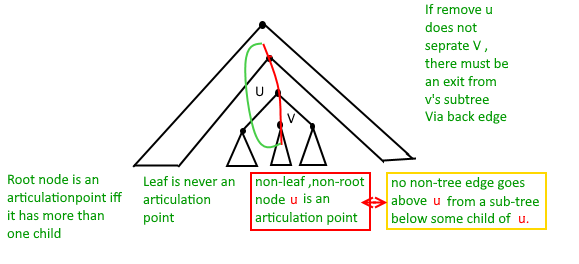 If remove u
does not
seprate V ,
there must be
an exit from
v's subtree
Via back edge
U
V
Root node is an
articulationpoint iff
it has more than
one child
Leaf is never an
articulation
point
non-leaf ,non-root
node u is an
articulation point
no non-tree edge goes
above u from a sub-tree
below some child of u.